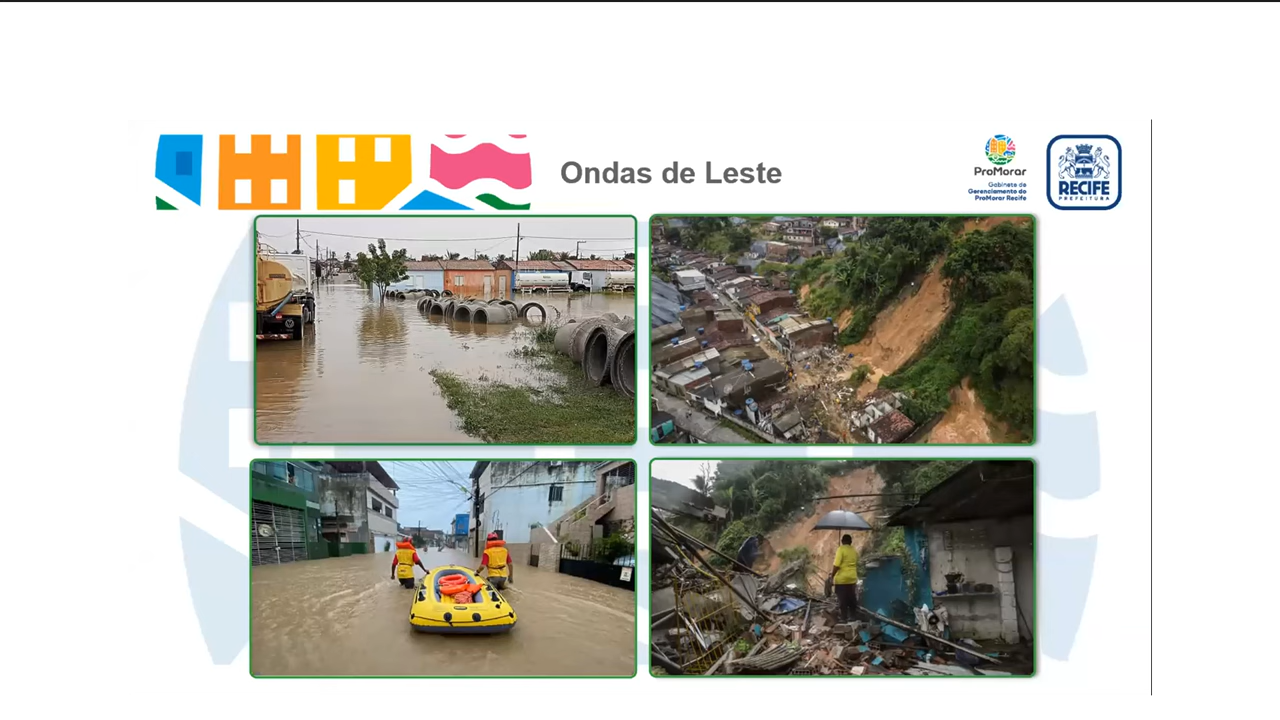 Ondas de Leste
ProMorar
Gabinete de
Gerenciamento do
ProMorar Recife
RECIFE
PREFEITURA